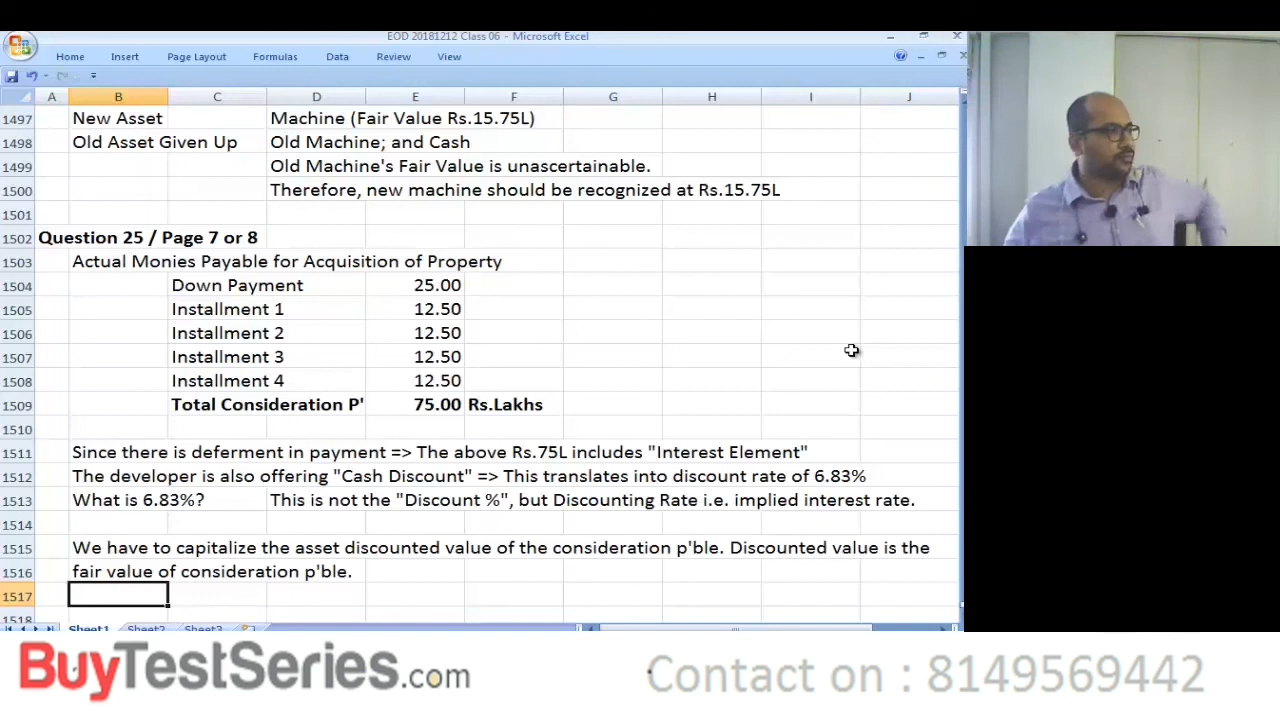 EOD 20181212 Class 06 - Microsoft Excel
Home Insert Page Layout Formulas Data Review View
A B C D E F G H I J
1497 New Asset Machine (Fair Value Rs.15.75L)
1498 Old Asset Given Up Old Machine; and Cash
1499 Old Machine's Fair Value is unascertainable.
1500 Therefore, new machine should be recognized at Rs.15.75L
1501
1502 Question 25 / Page 7 or 8
1503 Actual Monies Payable for Acquisition of Property
1504 Down Payment 25.00
1505 Installment 1 12.50
1506 Installment 2 12.50
1507 Installment 3 12.50
1508 Installment 4 12.50
1509 Total Consideration P' 75.00 Rs.Lakhs
1510
1511 Since there is deferment in payment => The above Rs.75L includes "Interest Element"
1512 The developer is also offering "Cash Discount" => This translates into discount rate of 6.83%
1513 What is 6.83%? This is not the "Discount %", but Discounting Rate i.e. implied interest rate.
1514
1515 We have to capitalize the asset discounted value of the consideration p'ble. Discounted value is the
1516 fair value of consideration p'ble.
1517
1518
Sheet1 Sheet2 Sheet3
BuyTestSeries.com Contact on : 8149569442